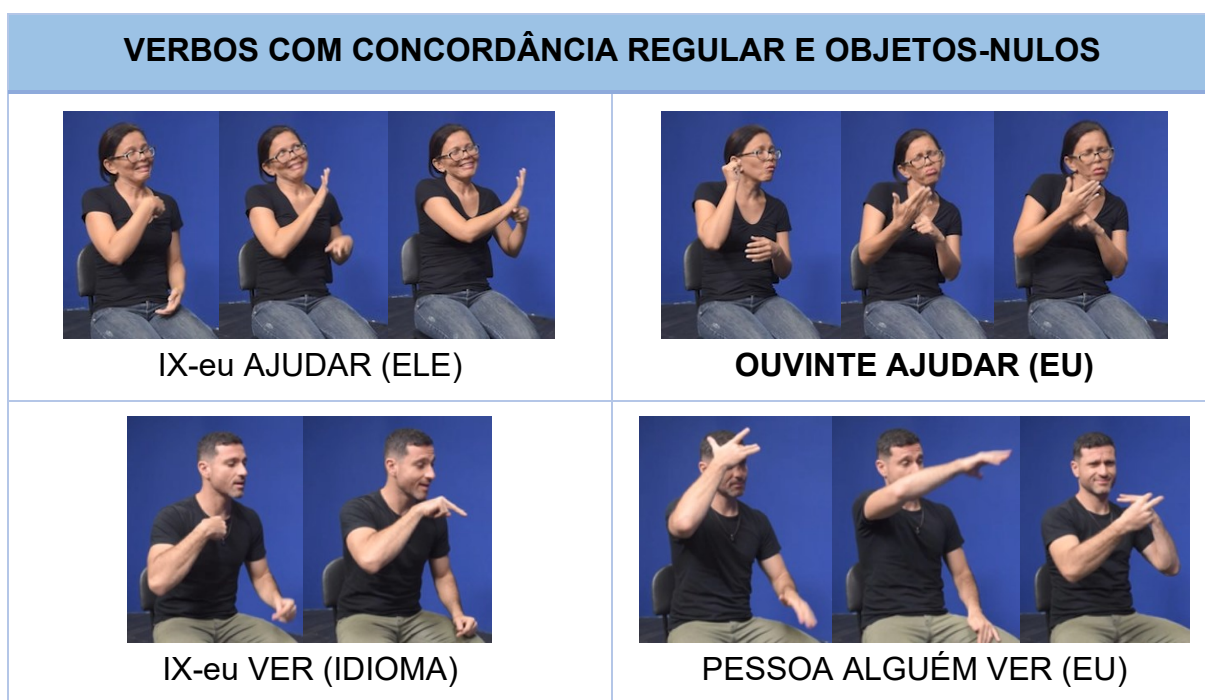 VERBOS COM CONCORDÂNCIA REGULAR E OBJETOS-NULOS
IX-eu AJUDAR (ELE)
OUVINTE AJUDAR (EU)
IX-eu VER (IDIOMA)
PESSOA ALGUÉM VER (EU)